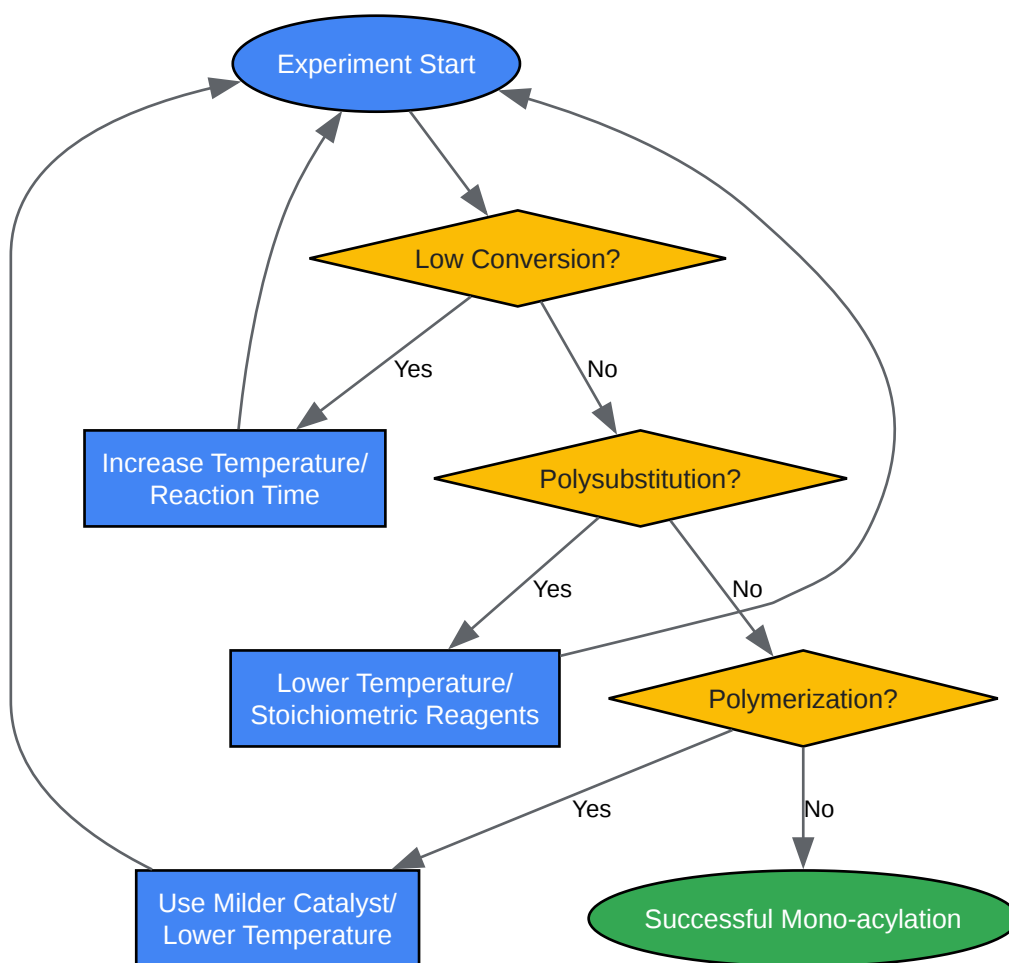 Experiment Start
Low Conversion?
Yes
No
Increase Temperature/
Reaction Time
Polysubstitution?
Yes
No
Lower Temperature/
Stoichiometric Reagents
Polymerization?
Yes
No
Use Milder Catalyst/
Lower Temperature
Successful Mono-acylation